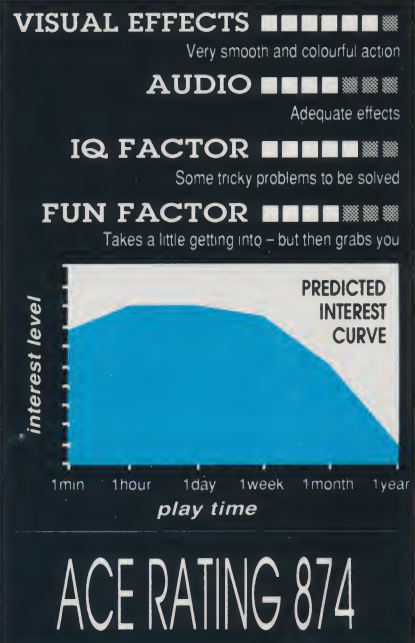 VISUAL EFFECTS
Very smooth and colourful action
AUDIO
Adequate effects
IQ FACTOR
Some tricky problems to be solved
FUN FACTOR
Takes a little getting into – but then grabs you
PREDICTED
INTEREST
CURVE
interest level
1min 1hour 1day 1week 1month 1year
play time
ACE RATING 874